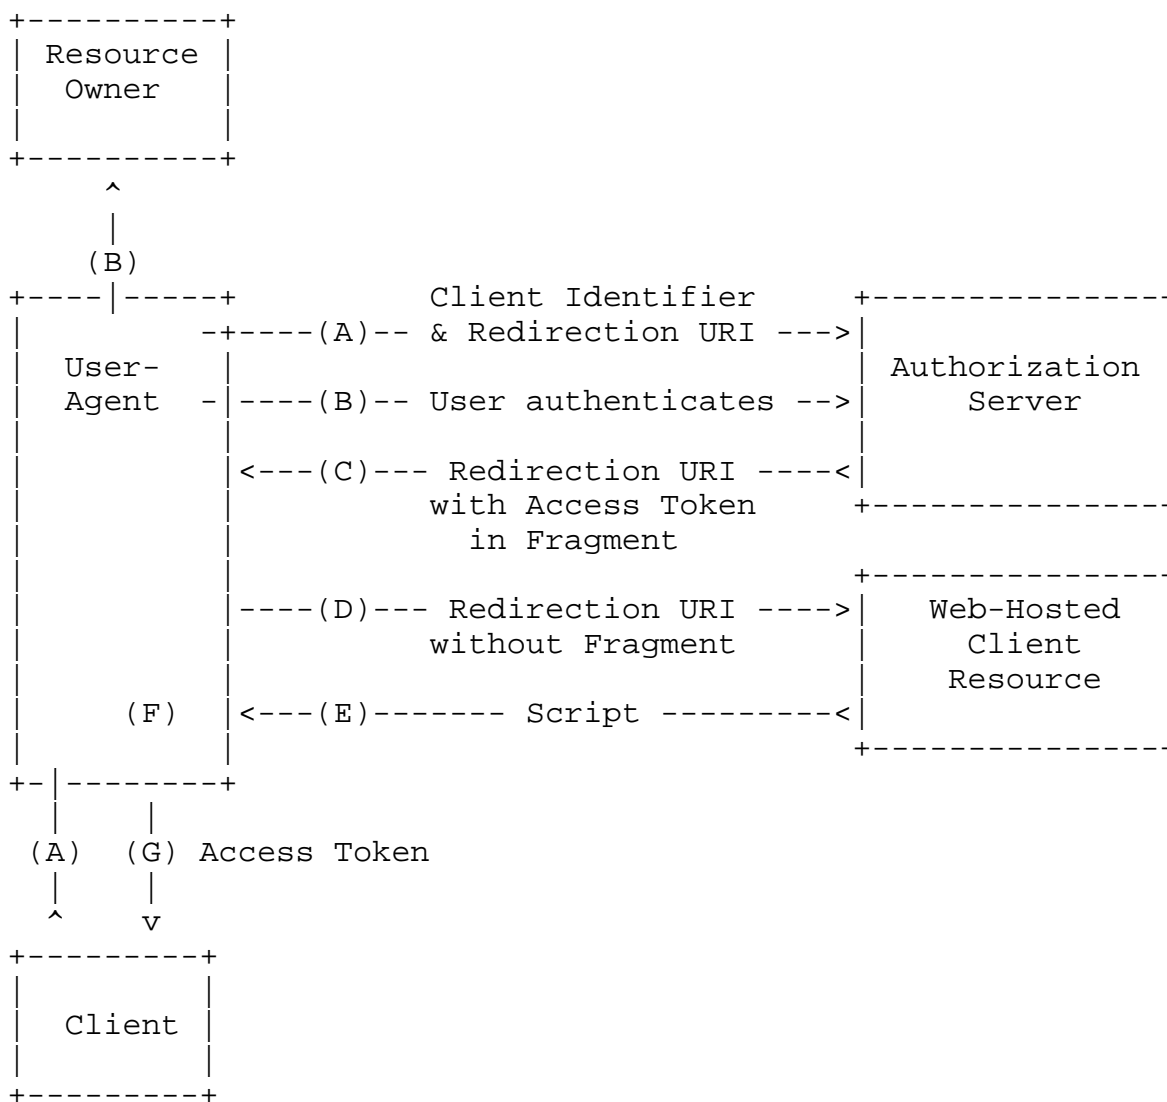 +----------+
| Resource |
|  Owner   |
|          |
+----------+
     ^
     |
    (B)
+----|-----+          Client Identifier     +----------------
|         -+----(A)-- & Redirection URI --->|
|  User-   |                                | Authorization
|  Agent  -|----(B)-- User authenticates -->|     Server
|          |                                |
|          |<---(C)--- Redirection URI ----<|
|          |          with Access Token     +----------------
|          |            in Fragment
|          |                                +----------------
|          |----(D)--- Redirection URI ---->|   Web-Hosted
|          |          without Fragment      |     Client
|          |                                |    Resource
|     (F)  |<---(E)------- Script ---------<|
|          |                                +----------------
+-|--------+
  |    |
 (A)  (G) Access Token
  |    |
  ^    v
+---------+
|         |
|  Client |
|         |
+---------+